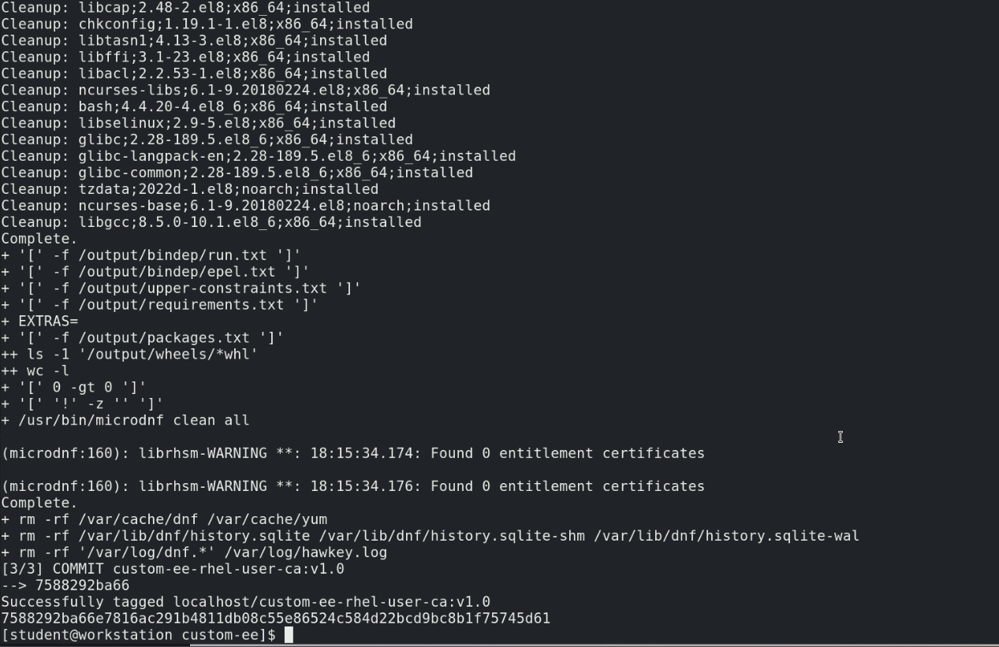 Cleanup: libcap;2.48-2.el8;x86_64;installed
Cleanup: chkconfig;1.19.1-1.el8;x86_64;installed
Cleanup: libtasn1;4.13-3.el8;x86_64;installed
Cleanup: libffi;3.1-23.el8;x86_64;installed
Cleanup: libacl;2.2.53-1.el8;x86_64;installed
Cleanup: ncurses-libs;6.1-9.20180224.el8;x86_64;installed
Cleanup: bash;4.4.20-4.el8_6;x86_64;installed
Cleanup: libselinux;2.9-5.el8;x86_64;installed
Cleanup: glibc;2.28-189.5.el8_6;x86_64;installed
Cleanup: glibc-langpack-en;2.28-189.5.el8_6;x86_64;installed
Cleanup: glibc-common;2.28-189.5.el8_6;x86_64;installed
Cleanup: tzdata;2022d-1.el8;noarch;installed
Cleanup: ncurses-base;6.1-9.20180224.el8;noarch;installed
Cleanup: libgcc;8.5.0-10.1.el8_6;x86_64;installed
Complete.
+ '[' -f /output/bindep/run.txt ']'
+ '[' -f /output/bindep/epel.txt ']'
+ '[' -f /output/upper-constraints.txt ']'
+ '[' -f /output/requirements.txt ']'
+ EXTRAS=
+ '[' -f /output/packages.txt ']'
++ ls -1 '/output/wheels/*whl'
++ wc -l
+ '[' 0 -gt 0 ']'
+ '[' '!' -z '' ']'
+ /usr/bin/microdnf clean all
(microdnf:160): librhsm-WARNING **: 18:15:34.174: Found 0 entitlement certificates
(microdnf:160): librhsm-WARNING **: 18:15:34.176: Found 0 entitlement certificates
Complete.
+ rm -rf /var/cache/dnf /var/cache/yum
+ rm -rf /var/lib/dnf/history.sqlite /var/lib/dnf/history.sqlite-shm /var/lib/dnf/history.sqlite-wal
+ rm -rf '/var/log/dnf.*' /var/log/hawkey.log
[3/3] COMMIT custom-ee-rhel-user-ca:v1.0
--> 7588292ba66
Successfully tagged localhost/custom-ee-rhel-user-ca:v1.0
7588292ba66e7816ac291b4811db08c55e86524c584d22bcd9bc8b1f75745d61
[student@workstation custom-ee]$